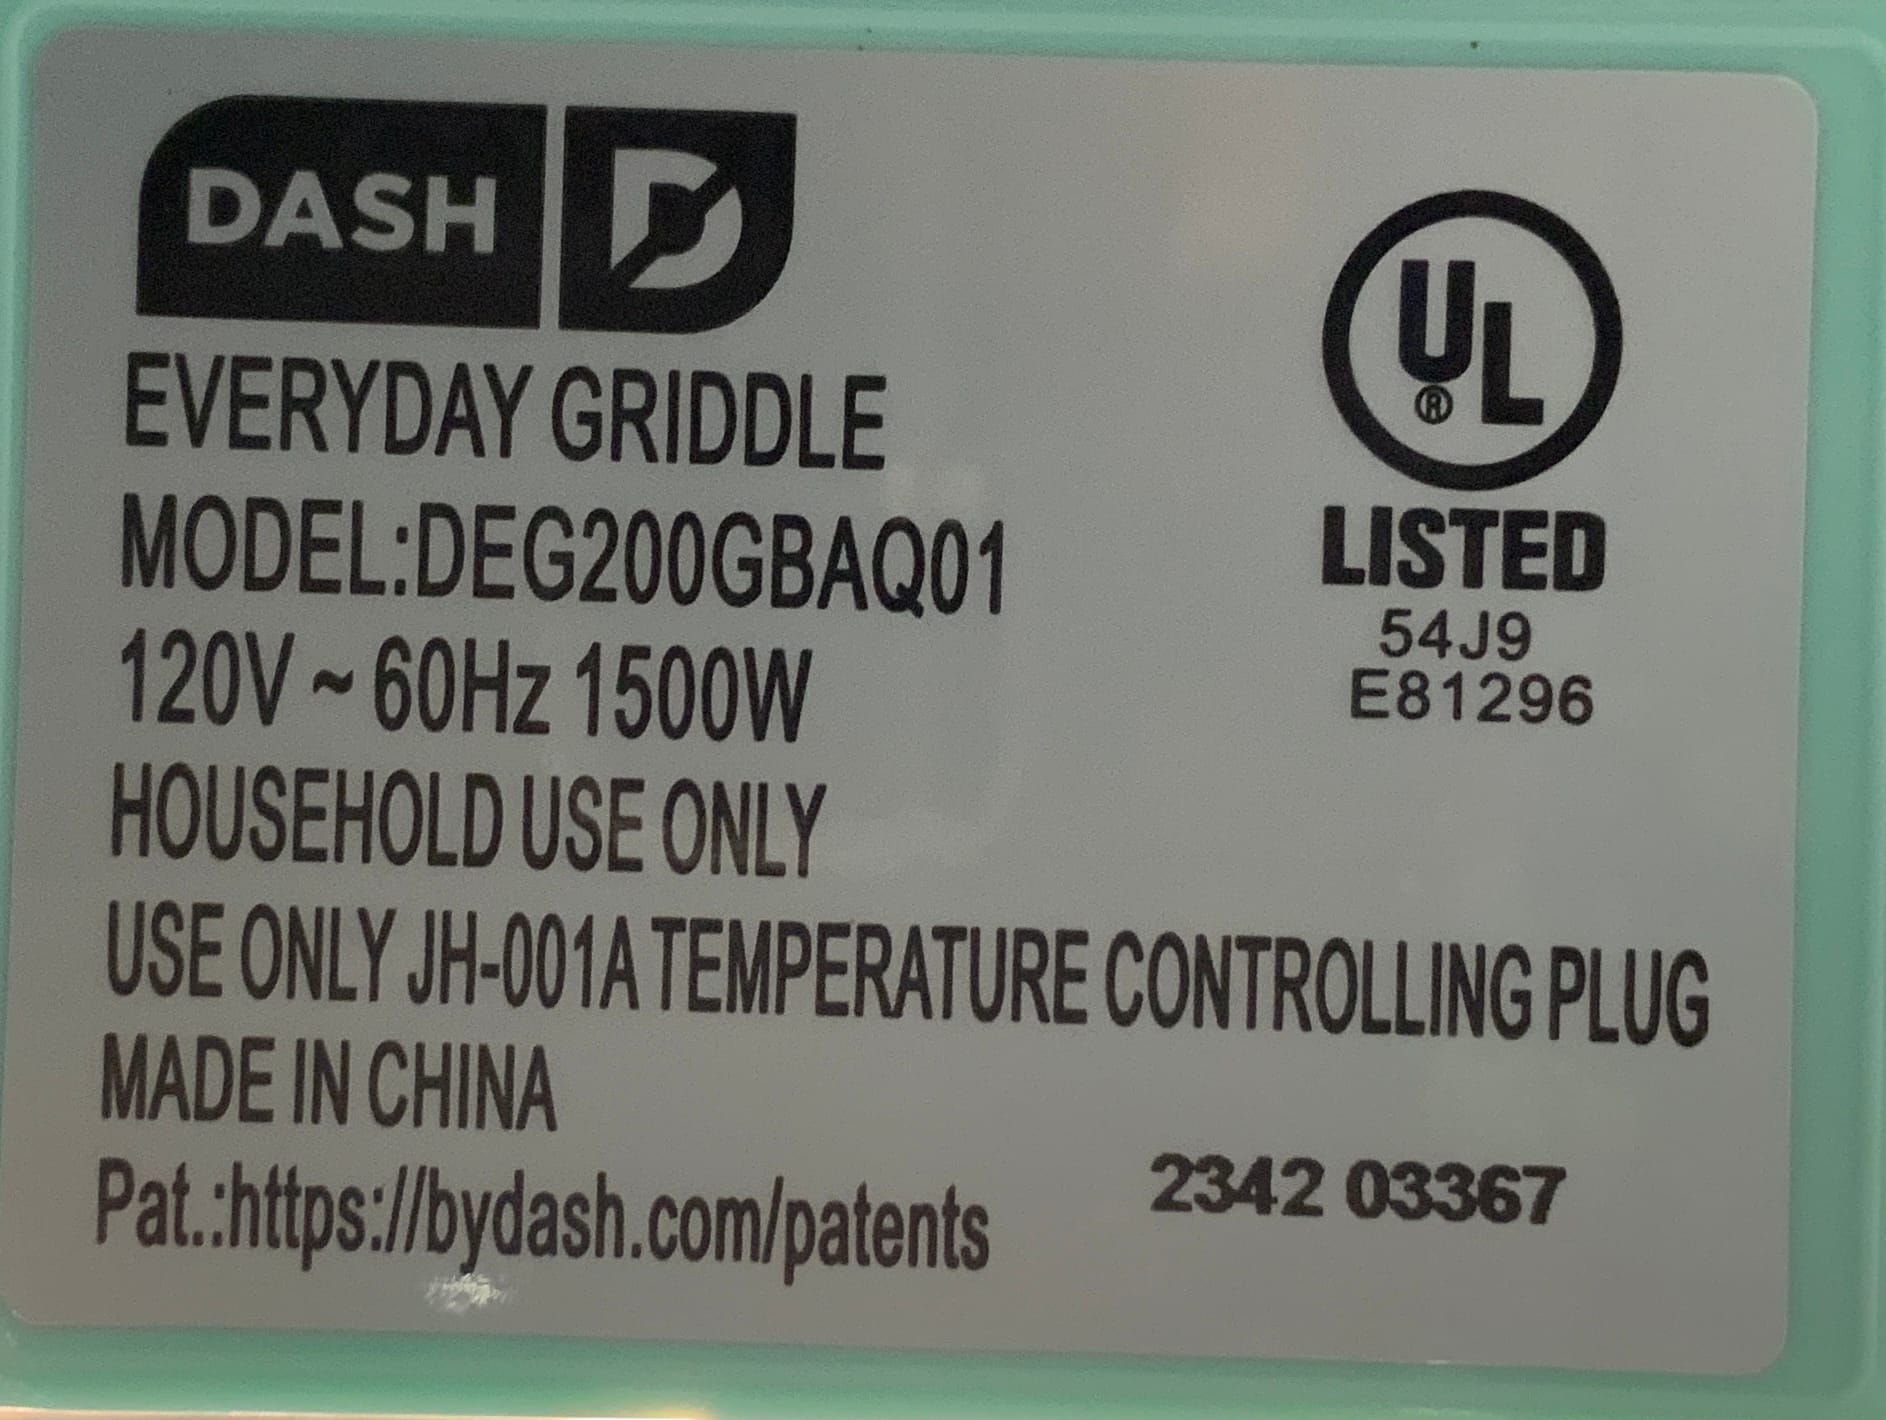 DASH D
EVERYDAY GRIDDLE
MODEL:DEG200GBAQ01
120V ~ 60Hz 1500W
HOUSEHOLD USE ONLY
USE ONLY JH-001A TEMPERATURE CONTROLLING PLUG
MADE IN CHINA
Pat.:https://bydash.com/patents
UL®
LISTED
54J9
E81296
2342 03367